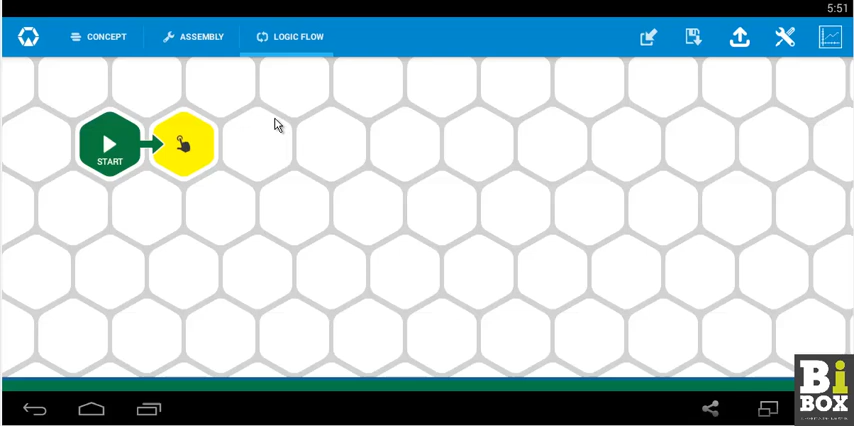 5:51
CONCEPT
ASSEMBLY
LOGIC FLOW
START
Bi
BOX